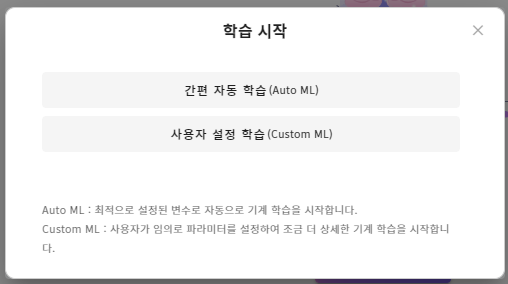 학습 시작
간편 자동 학습(Auto ML)
사용자 설정 학습(Custom ML)
Auto ML : 최적으로 설정된 변수로 자동으로 기계 학습을 시작합니다.
Custom ML : 사용자가 임의로 파라미터를 설정하여 조금 더 상세한 기계 학습을 시작합니
다.